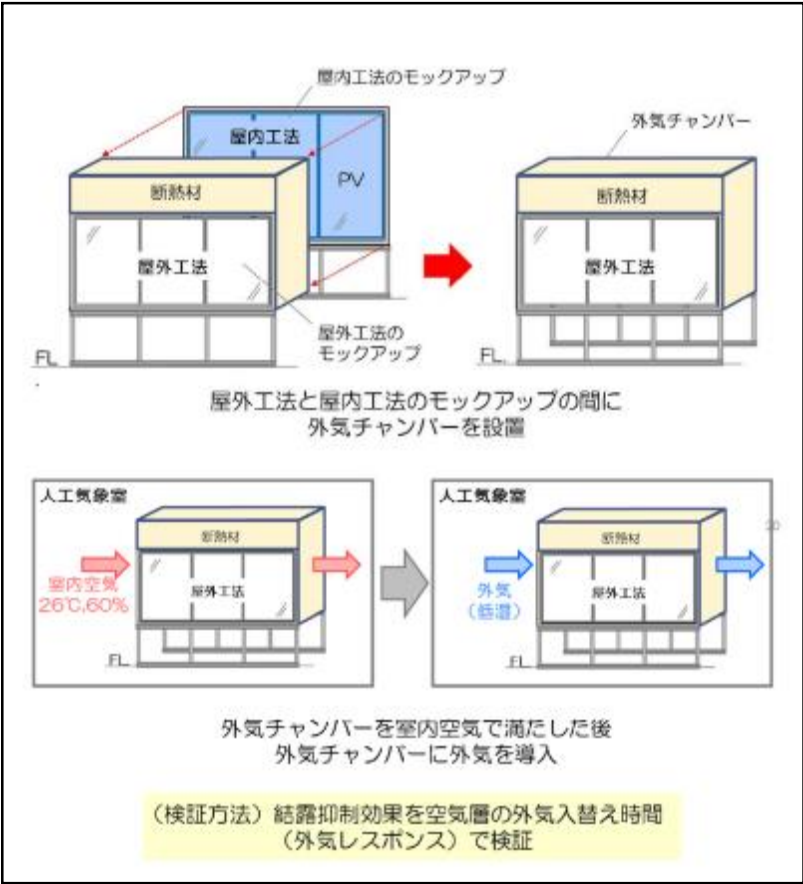 屋内工法のモックアップ
屋内工法
PV
断熱材
屋外工法
屋外工法の
モックアップ
FL
外気チャンバー
断熱材
屋外工法
FL
屋外工法と屋内工法のモックアップの間に
外気チャンバーを設置
人工気象室
断熱材
屋外工法
室内空気
26℃,60%
FL
人工気象室
断熱材
屋外工法
外気
(低湿)
FL
20
外気チャンバーを室内空気で満たした後
外気チャンバーに外気を導入
(検証方法)結露抑制効果を空気層の外気入替え時間
(外気レスポンス)で検証